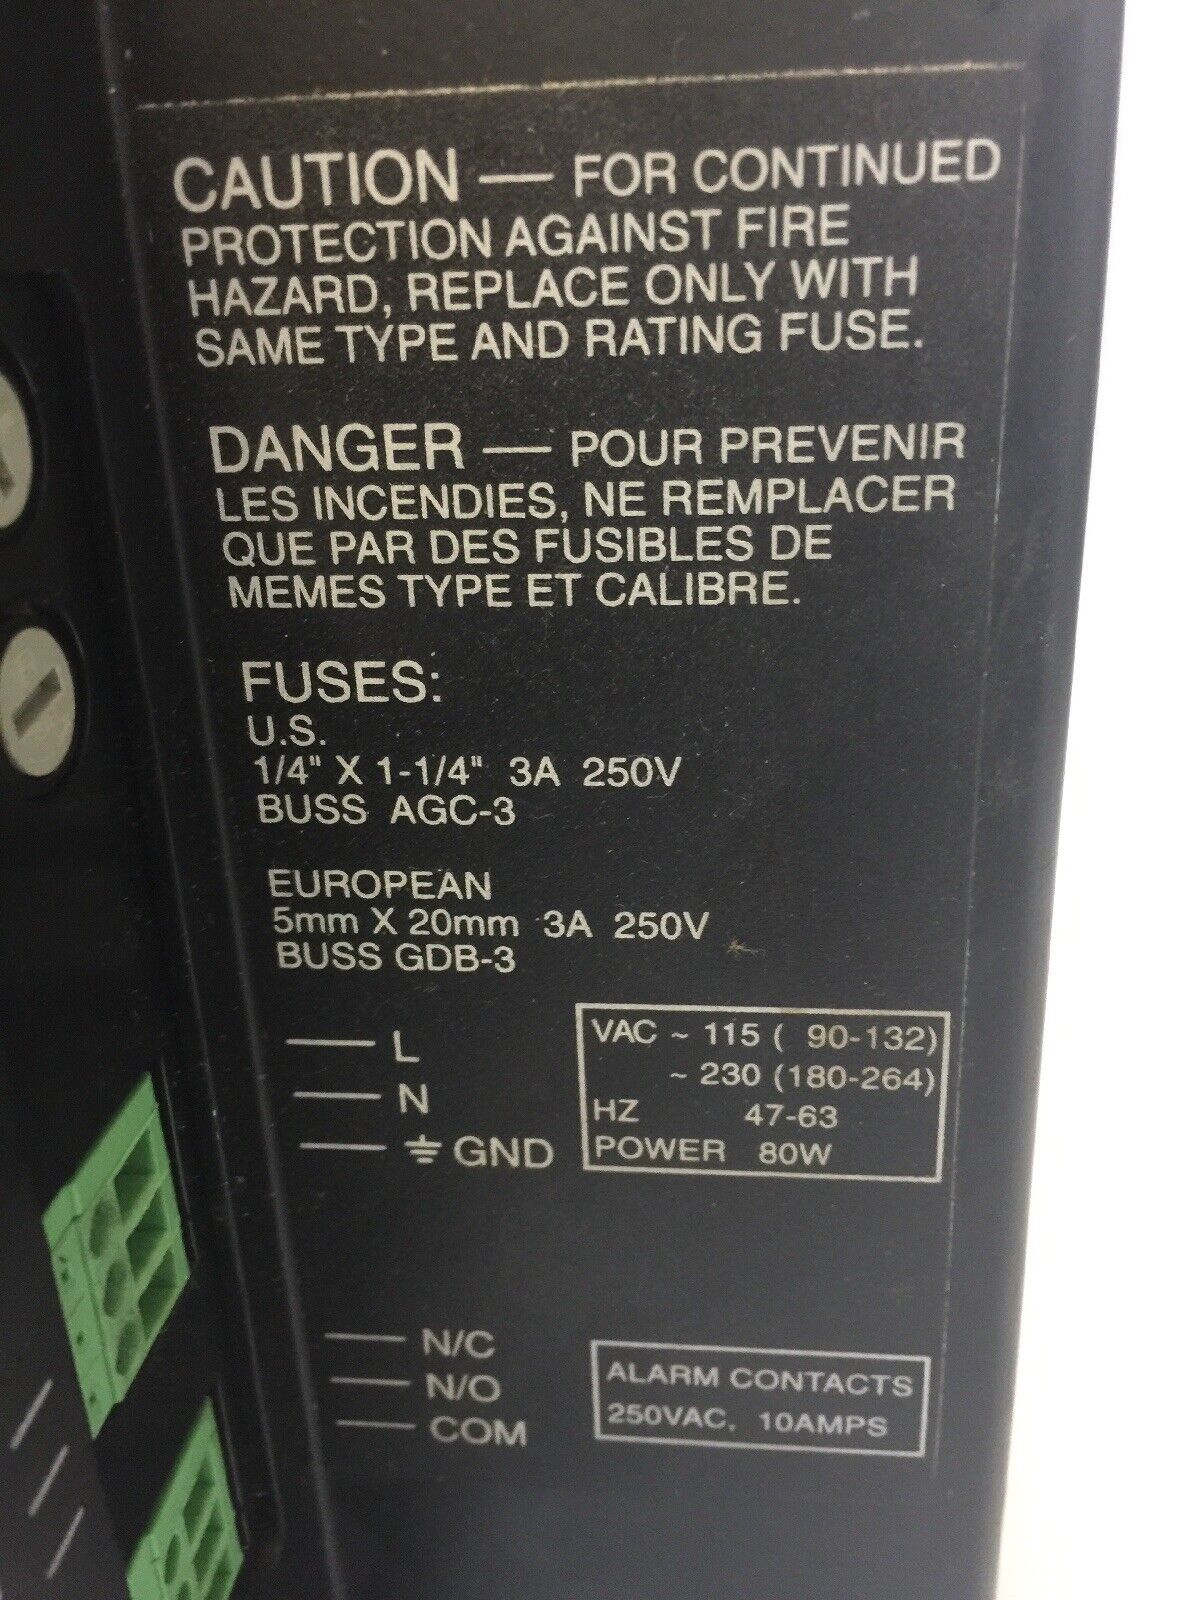 CAUTION — FOR CONTINUED
PROTECTION AGAINST FIRE
HAZARD, REPLACE ONLY WITH
SAME TYPE AND RATING FUSE.
DANGER — POUR PREVENIR
LES INCENDIES, NE REMPLACER
QUE PAR DES FUSIBLES DE
MEMES TYPE ET CALIBRE.
FUSES:
U.S.
1/4" X 1-1/4" 3A 250V
BUSS AGC-3
EUROPEAN
5mm X 20mm 3A 250V
BUSS GDB-3
L
N
GND
VAC ~ 115 ( 90-132)
~ 230 (180-264)
HZ 47-63
POWER 80W
N/C
N/O
COM
ALARM CONTACTS
250VAC, 10AMPS